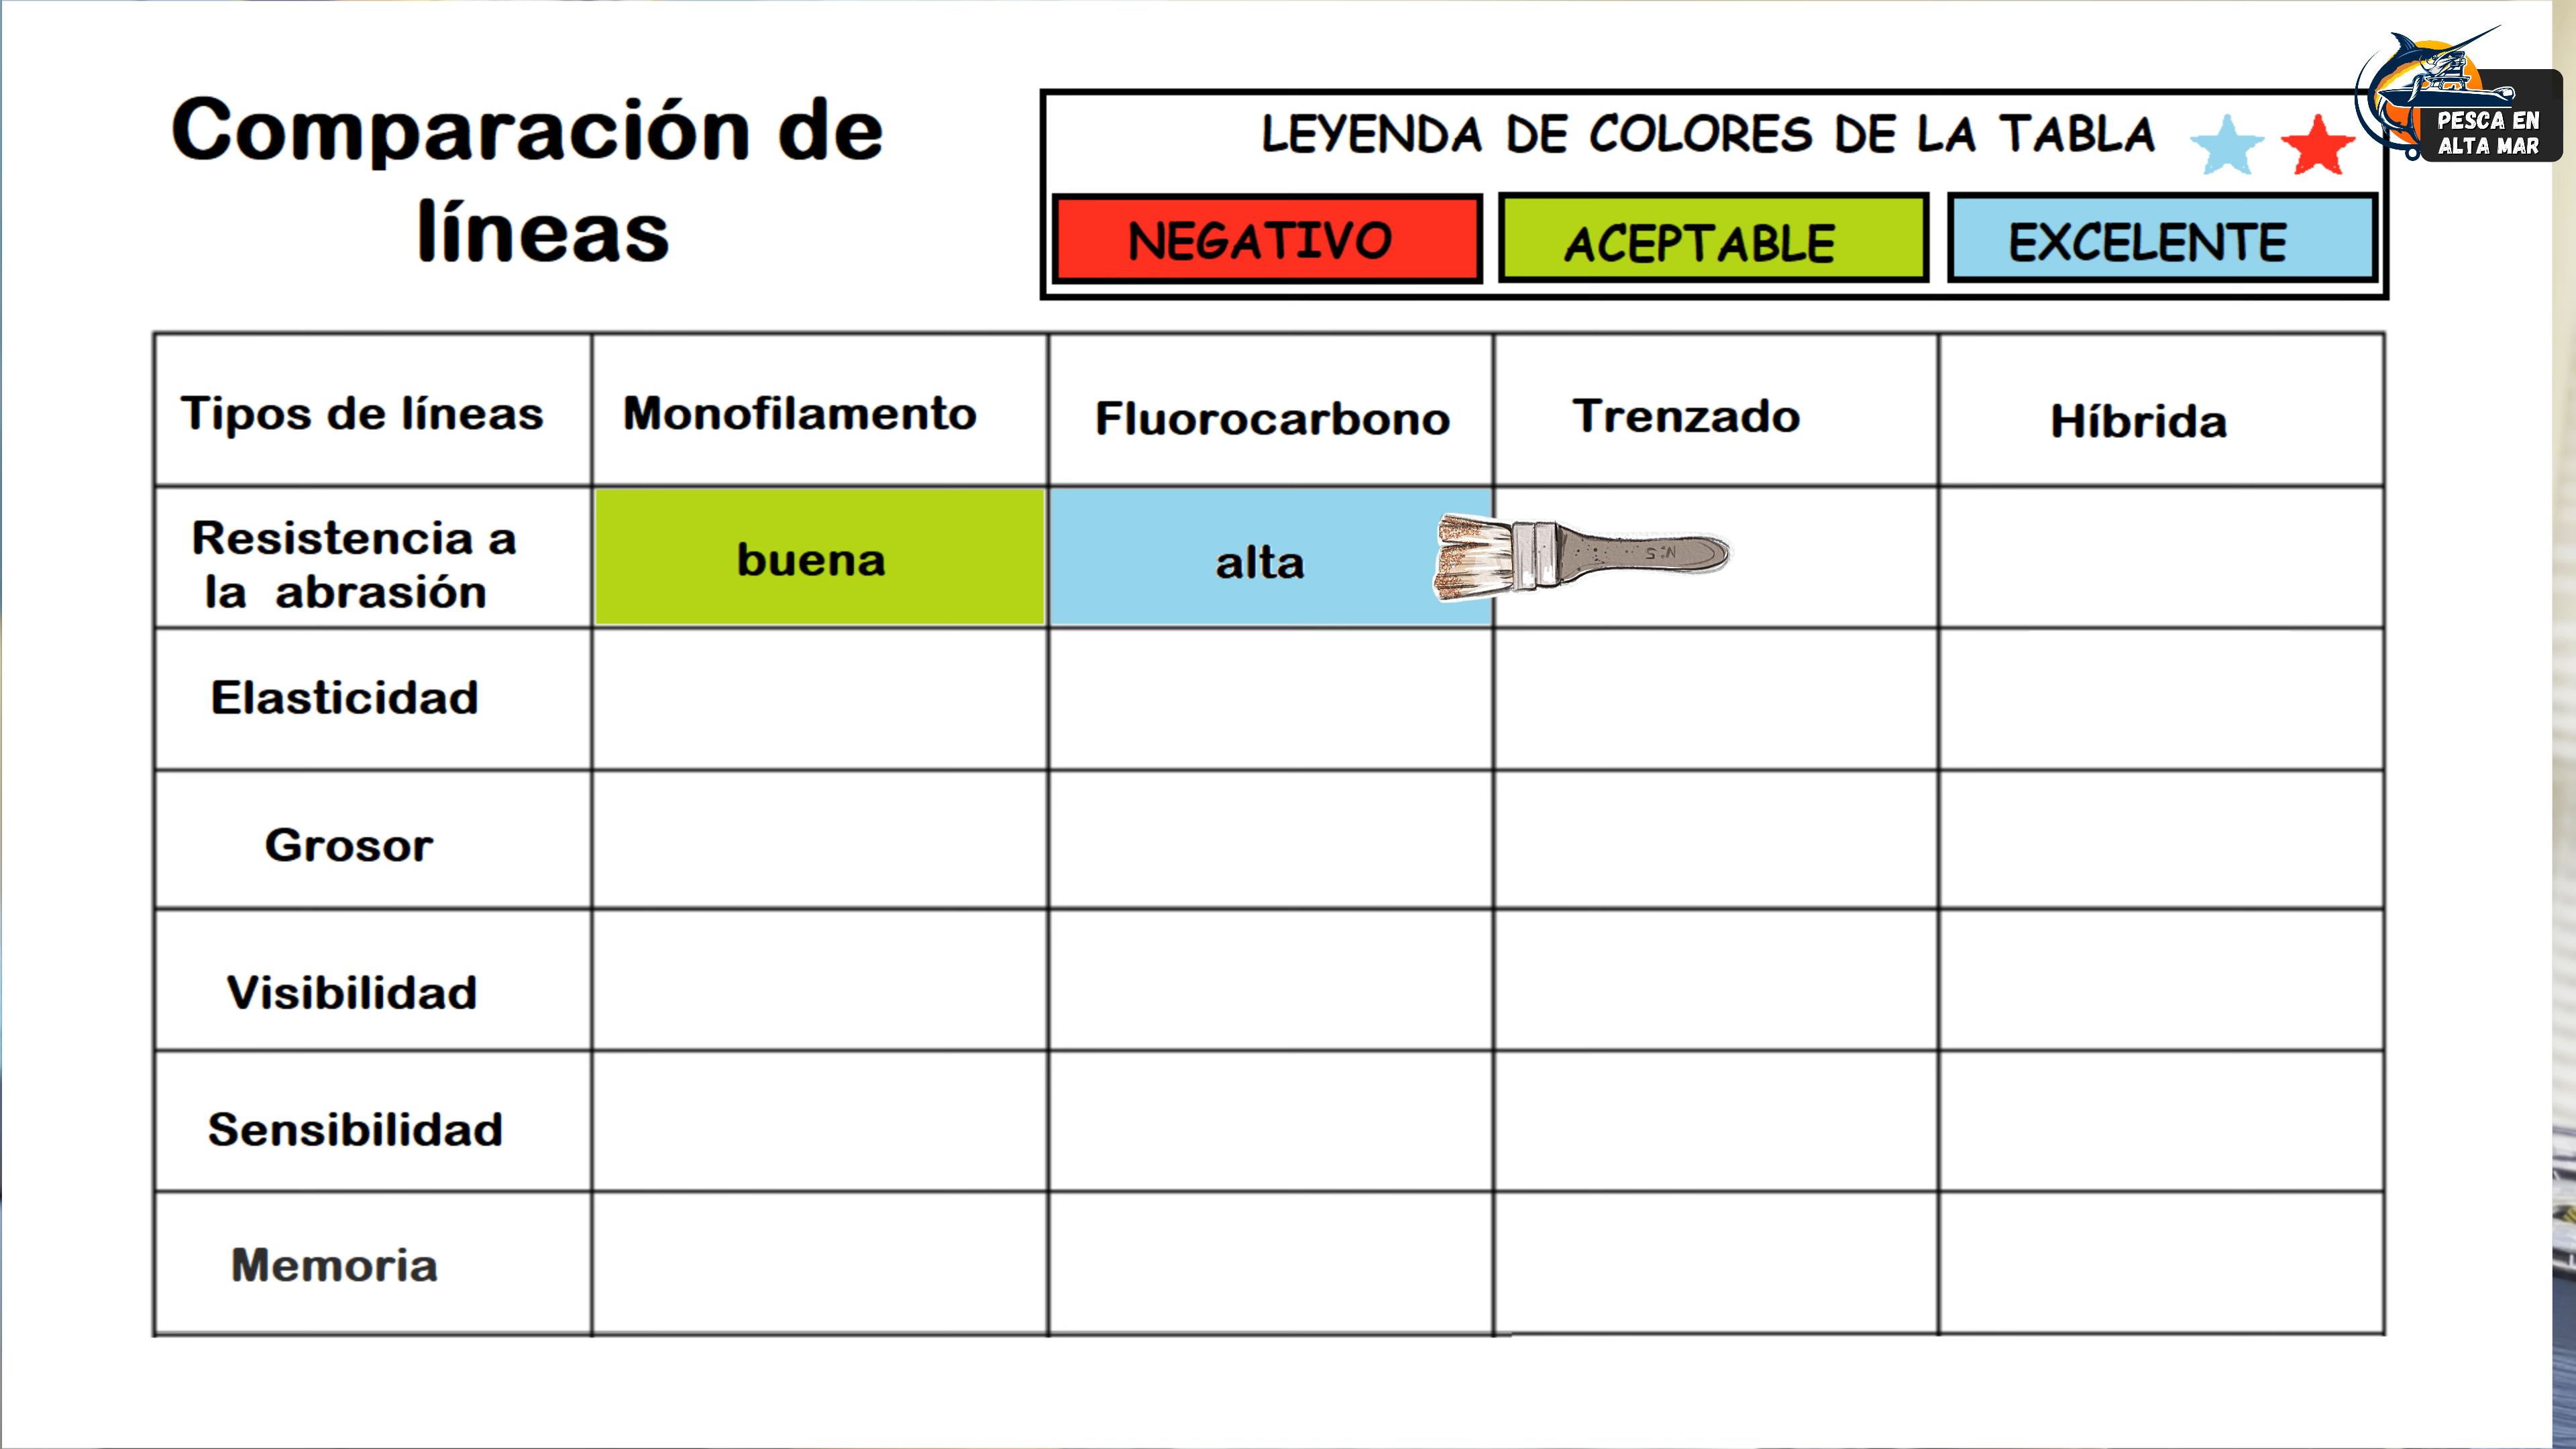 Comparación de
líneas
LEYENDA DE COLORES DE LA TABLA
NEGATIVO
ACEPTABLE
EXCELENTE
PESCA EN
ALTA MAR
Tipos de líneas
Monofilamento
Fluorocarbono
Trenzado
Híbrida
Resistencia a
la abrasión
buena
alta
Elasticidad
Grosor
Visibilidad
Sensibilidad
Memoria